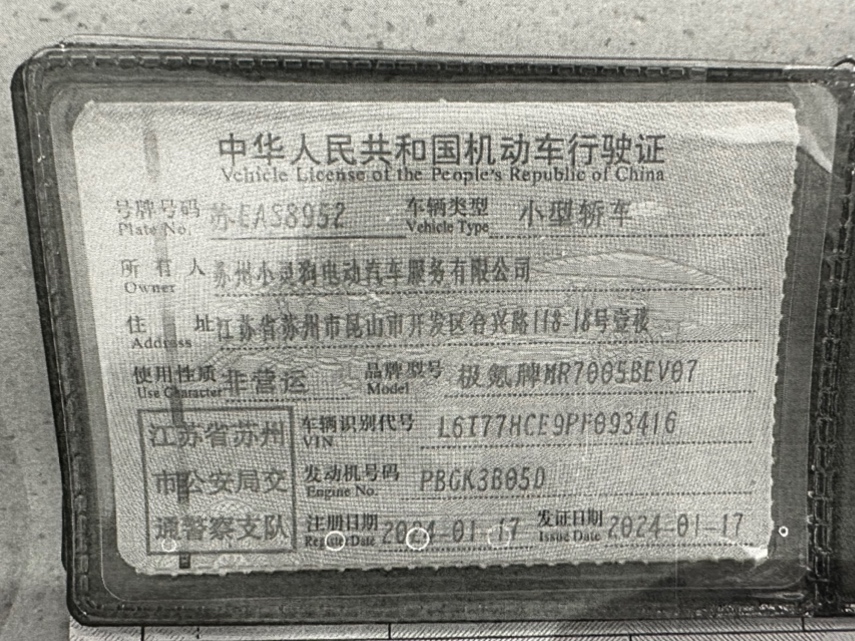 中华人民共和国机动车行驶证
Vehicle License of the People's Republic of China
号牌号码 苏EAS8952 车辆类型 小型轿车
Plate No. Vehicle Type
所有人 苏州小灵狗电动汽车服务有限公司
Owner
住址 江苏省苏州市昆山市开发区合兴路118-18号壹楼
Address
使用性质 非营运 品牌型号 极氪牌MR7005BEV07
Use Character Model
江苏省苏州
市公安局交
通警察支队
车辆识别代号 L6T77HCE9PF093416
VIN
发动机号码 PBGK3B05D
Engine No.
注册日期 2024-01-17 发证日期 2024-01-17
Register Date Issue Date